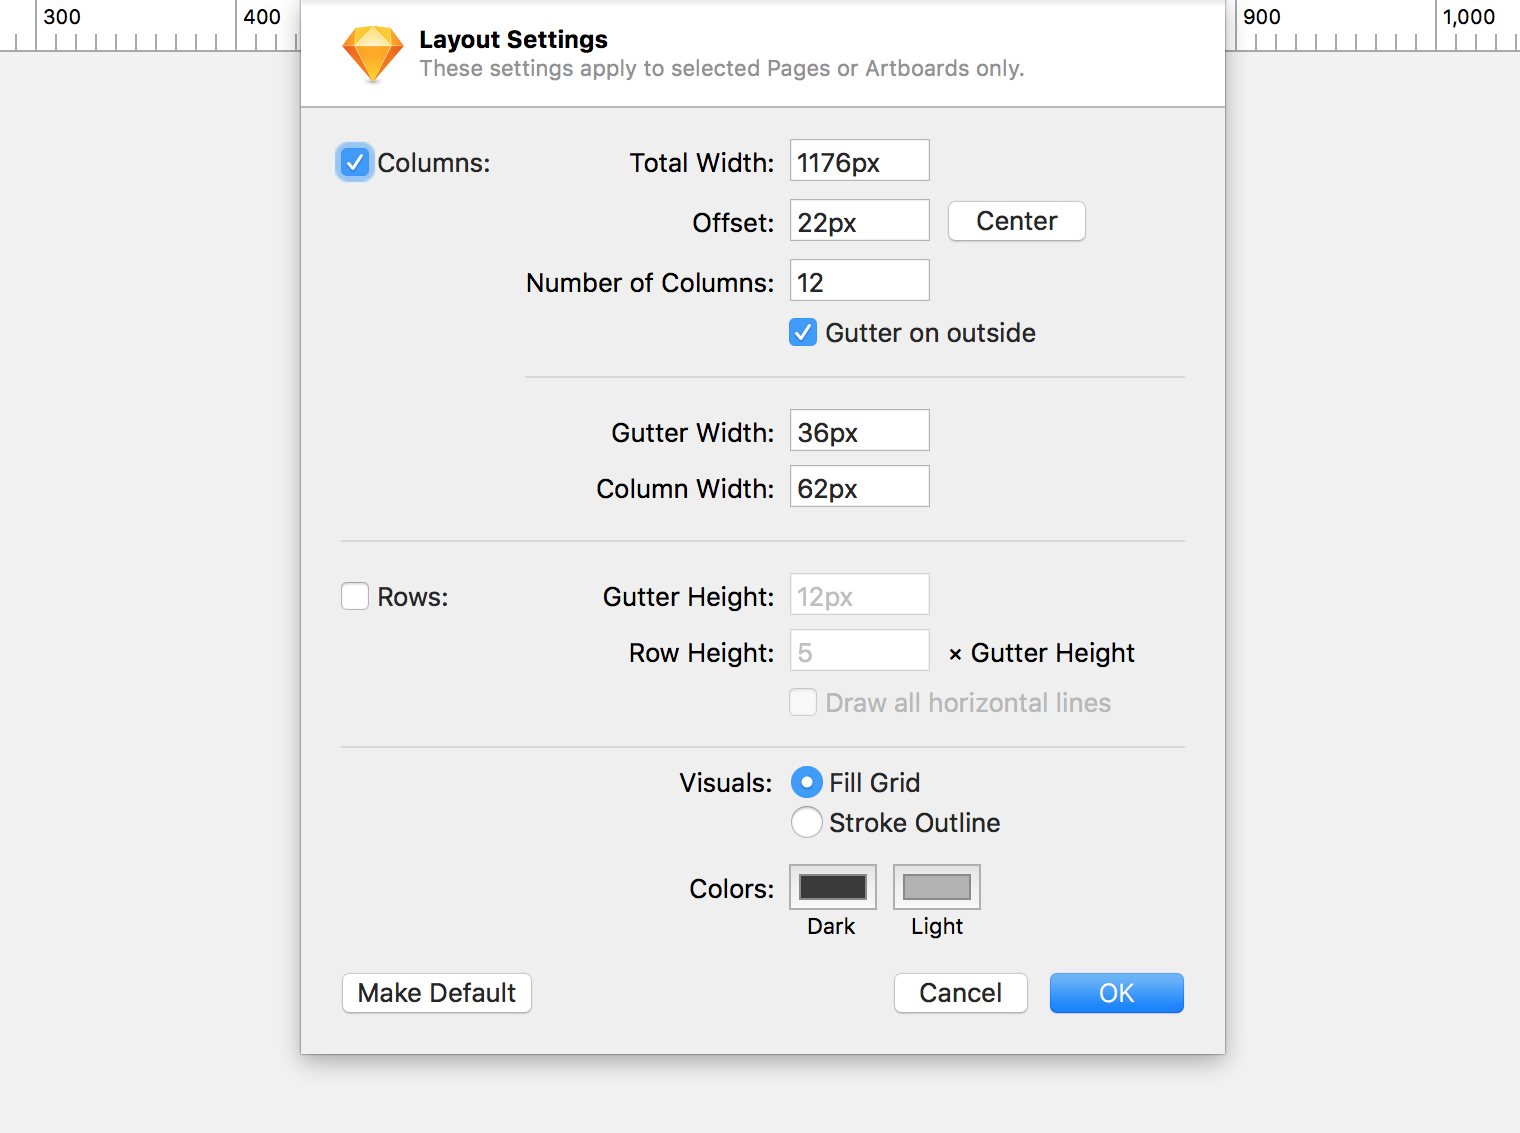 300 400 900 1,000
Layout Settings
These settings apply to selected Pages or Artboards only.
Columns: Total Width: 1176px
Offset: 22px Center
Number of Columns: 12
Gutter on outside
Gutter Width: 36px
Column Width: 62px
Rows: Gutter Height: 12px
Row Height: 5 × Gutter Height
Draw all horizontal lines
Visuals: Fill Grid
Stroke Outline
Colors:
Dark Light
Make Default Cancel OK